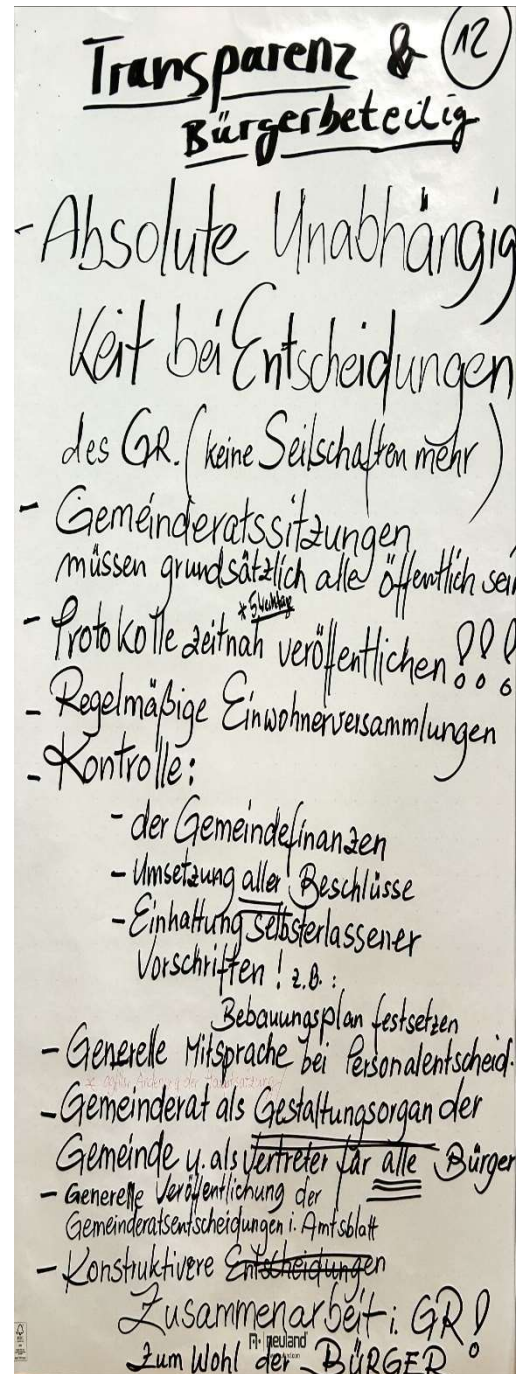 Transparenz & 12
Bürgerbeteilig
- Absolute Unabhängig
keit bei Entscheidungen
des GR. (keine Seilschaften mehr)
- Gemeinderatssitzungen
müssen grundsätzlich alle öffentlich sein
- Protokolle zeitnah veröffentlichen!!!
- Regelmäßige Einwohnerversammlungen
- Kontrolle:
- der Gemeindefinanzen
- Umsetzung aller Beschlüsse
- Einhaltung selbsterlassener
Vorschriften! z.B.:
Bebauungsplan festsetzen
- Generelle Mitsprache bei Personalentscheid.
- Gemeinderat als Gestaltungsorgan der
Gemeinde u. als Vertreter für alle Bürger
- Generelle Veröffentlichung der
Gemeinderatsentscheidungen i. Amtsblatt
- Konstruktivere Entscheidungen
Zusammenarbeit i. GR!
neuland
zum Wohl der BÜRGER